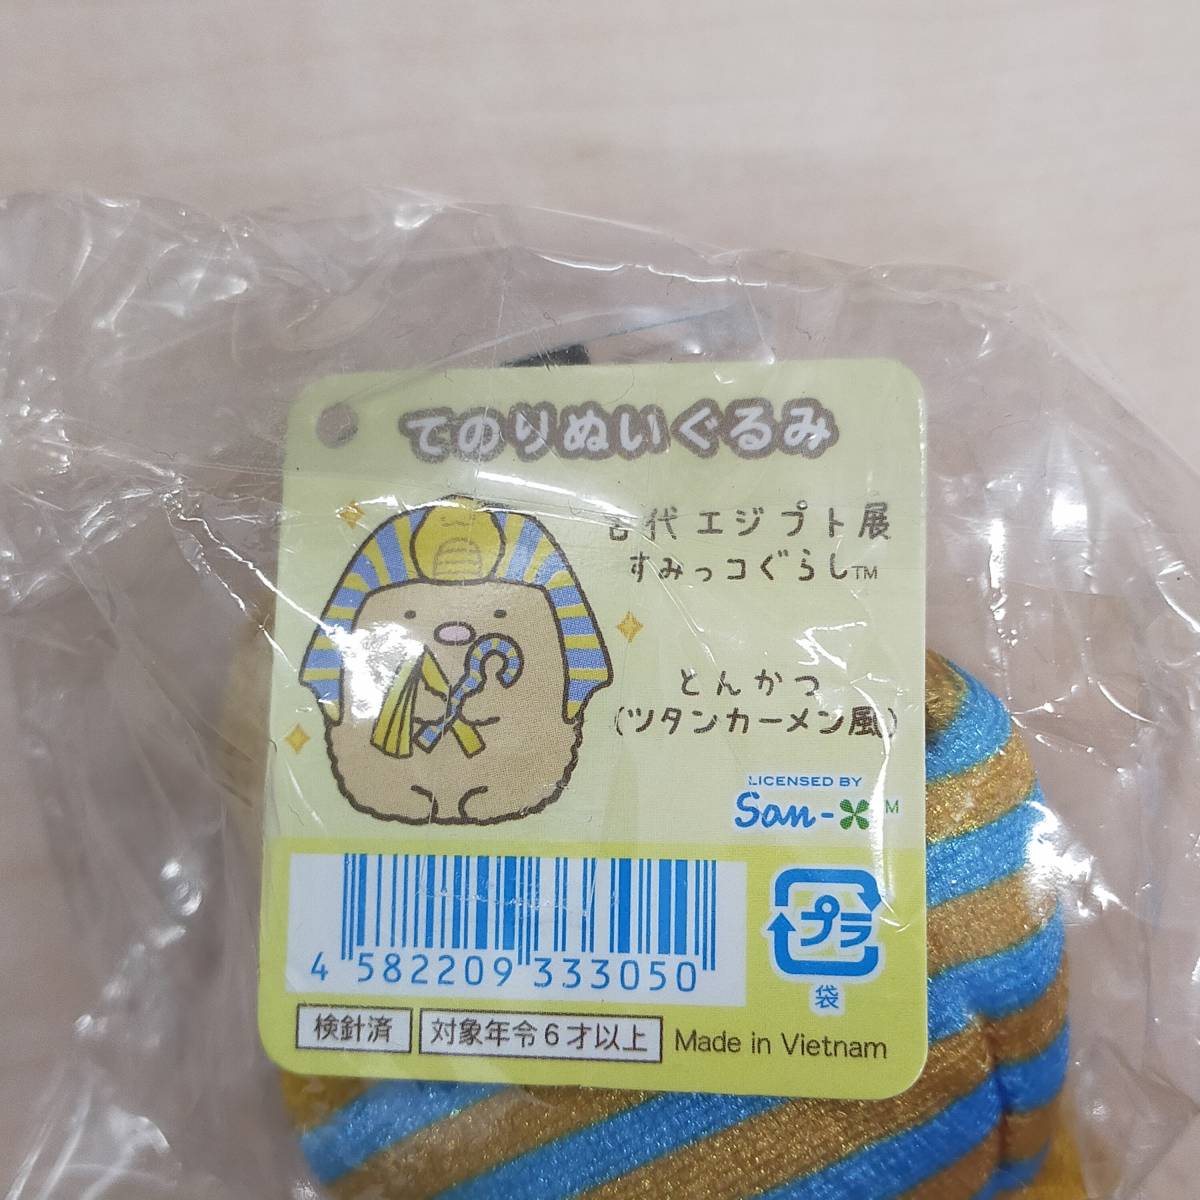 てのりぬいぐるみ
古代エジプト展
すみっコぐらし™
とんかつ
(ツタンカーメン風)
LICENSED BY
San-X™
4 582209 333050
プラ
袋
検針済
対象年令6才以上
Made in Vietnam